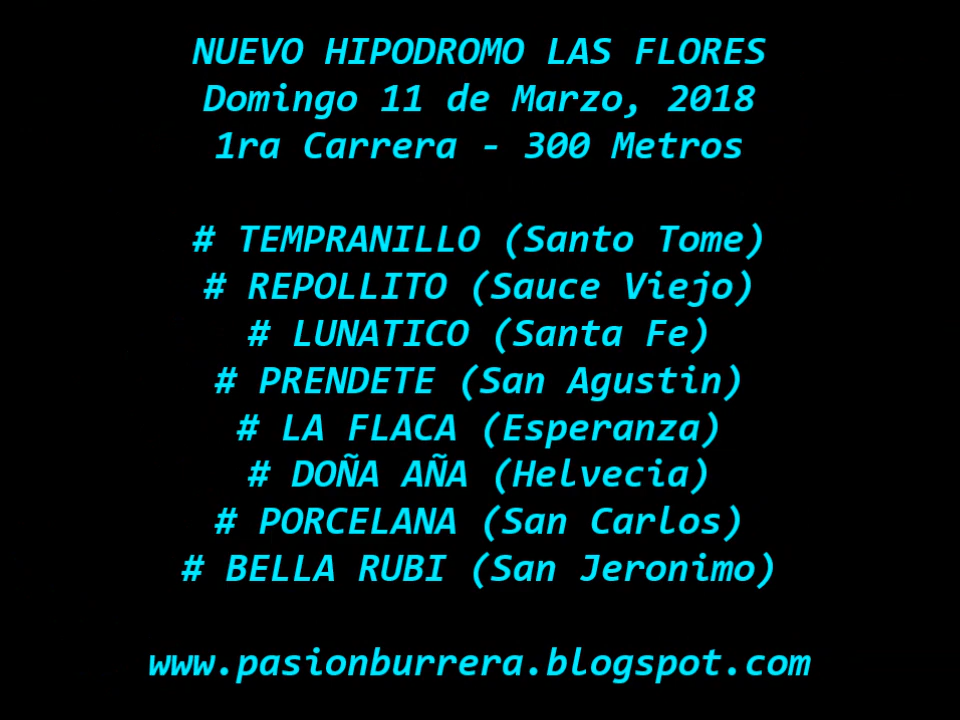 NUEVO HIPODROMO LAS FLORES
Domingo 11 de Marzo, 2018
1ra Carrera - 300 Metros
# TEMPRANILLO (Santo Tome)
# REPOLLITO (Sauce Viejo)
# LUNATICO (Santa Fe)
# PRENDETE (San Agustin)
# LA FLACA (Esperanza)
# DOÑA AÑA (Helvecia)
# PORCELANA (San Carlos)
# BELLA RUBI (San Jeronimo)
www.pasionburrera.blogspot.com